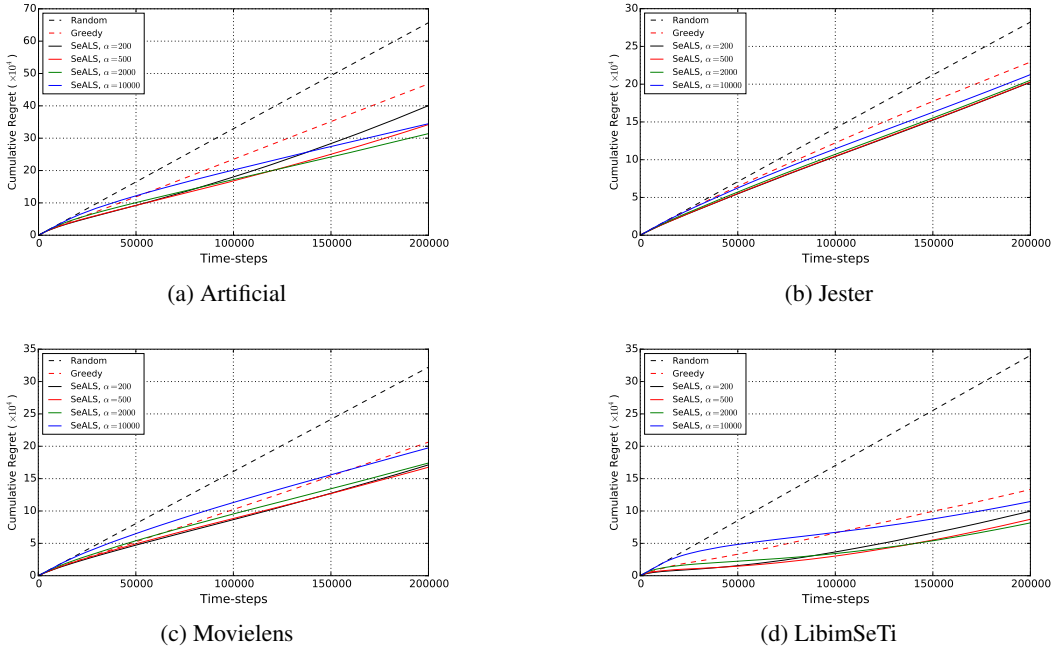 70
60
50
40
30
20
10
0
Cumulative Regret (×10⁴)
Random
Greedy
SeALS, α=200
SeALS, α=500
SeALS, α=2000
SeALS, α=10000
0 50000 100000 150000 200000
Time-steps
(a) Artificial
30
25
20
15
10
5
0
Cumulative Regret (×10⁴)
Random
Greedy
SeALS, α=200
SeALS, α=500
SeALS, α=2000
SeALS, α=10000
0 50000 100000 150000 200000
Time-steps
(b) Jester
35
30
25
20
15
10
5
0
Cumulative Regret (×10⁴)
Random
Greedy
SeALS, α=200
SeALS, α=500
SeALS, α=2000
SeALS, α=10000
0 50000 100000 150000 200000
Time-steps
(c) Movielens
35
30
25
20
15
10
5
0
Cumulative Regret (×10⁴)
Random
Greedy
SeALS, α=200
SeALS, α=500
SeALS, α=2000
SeALS, α=10000
0 50000 100000 150000 200000
Time-steps
(d) LibimSeTi